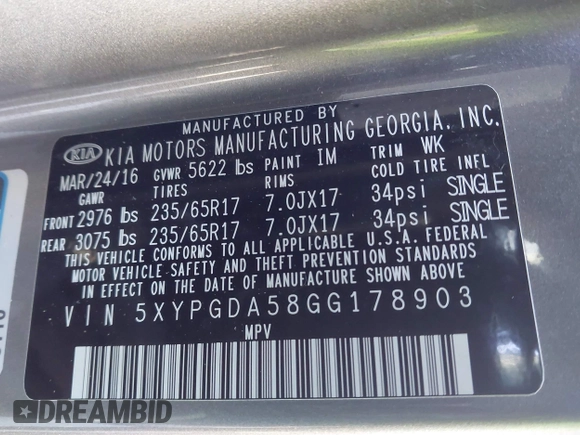 MANUFACTURED BY
KIA KIA MOTORS MANUFACTURING GEORGIA, INC.
MAR/24/16 GVWR 5622 lbs PAINT IM TRIM WK
GAWR TIRES RIMS COLD TIRE INFL
FRONT 2976 lbs 235/65R17 7.0JX17 34psi SINGLE
REAR 3075 lbs 235/65R17 7.0JX17 34psi SINGLE
THIS VEHICLE CONFORMS TO ALL APPLICABLE U.S.A. FEDERAL
MOTOR VEHICLE SAFETY AND THEFT PREVENTION STANDARDS
IN EFFECT ON THE DATE OF MANUFACTURE SHOWN ABOVE
VIN 5XYPGDA58GG178903
MPV
DREAMBID